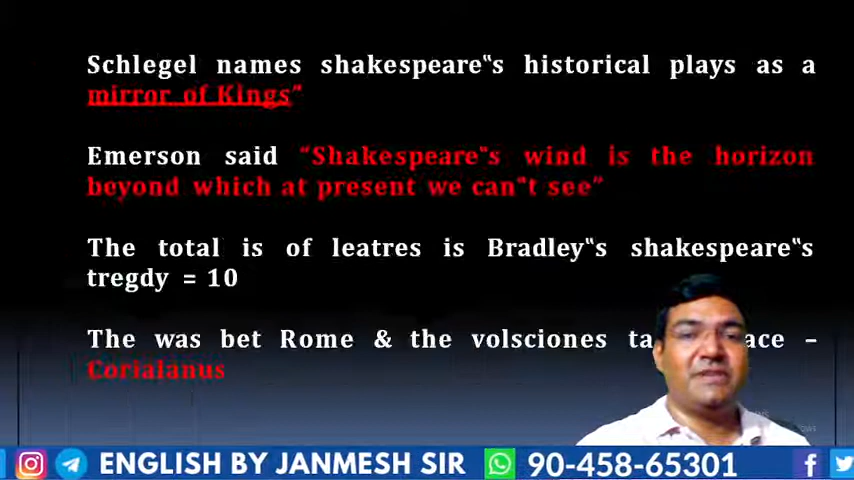 Schlegel names shakespeare‟s historical plays as a
mirror of Kings”
Emerson said “Shakespeare‟s wind is the horizon
beyond which at present we can‟t see”
The total is of leatres is Bradley‟s shakespeare‟s
tregdy = 10
The was bet Rome & the volsciones ta ace –
Corialanus
ENGLISH BY JANMESH SIR 90-458-65301